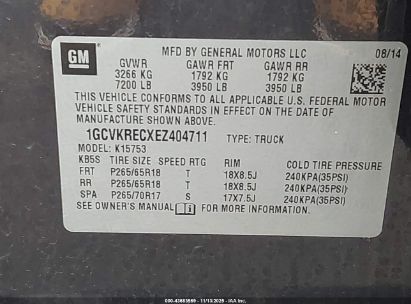 GM
MFD BY GENERAL MOTORS LLC 08/14
GVWR GAWR FRT GAWR RR
3266 KG 1792 KG 1792 KG
7200 LB 3950 LB 3950 LB
THIS VEHICLE CONFORMS TO ALL APPLICABLE U.S. FEDERAL MOTOR
VEHICLE SAFETY STANDARDS IN EFFECT ON THE DATE OF
MANUFACTURE SHOWN ABOVE.
1GCVKRECXEZ404711 TYPE: TRUCK
MODEL: K15753
KB5S TIRE SIZE SPEED RTG RIM COLD TIRE PRESSURE
FRT P265/65R18 T 18X8.5J 240KPA(35PSI)
RR P265/65R18 T 18X8.5J 240KPA(35PSI)
SPA P265/70R17 S 17X7.5J 240KPA(35PSI)
SEE OWNER'S MANUAL FOR MORE INFORMATION.